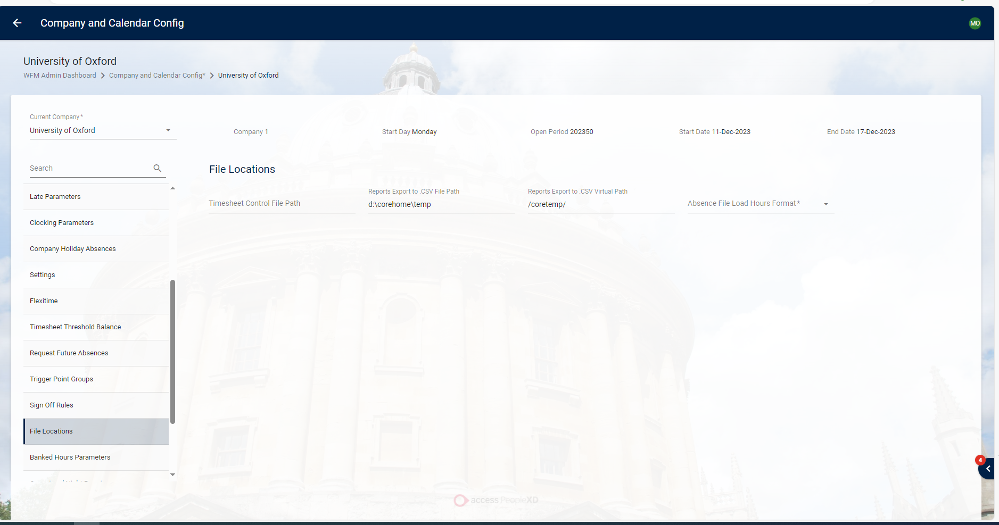 Company and Calendar Config
MO
University of Oxford
WFM Admin Dashboard > Company and Calendar Config* > University of Oxford
Current Company *
University of Oxford
Company 1
Start Day Monday
Open Period 202350
Start Date 11-Dec-2023
End Date 17-Dec-2023
Search
Late Parameters
Clocking Parameters
Company Holiday Absences
Settings
Flexitime
Timesheet Threshold Balance
Request Future Absences
Trigger Point Groups
Sign Off Rules
File Locations
Banked Hours Parameters
File Locations
Timesheet Control File Path
Reports Export to .CSV File Path
d:\corehome\temp
Reports Export to .CSV Virtual Path
/coretemp/
Absence File Load Hours Format *
4
access PeopleXD